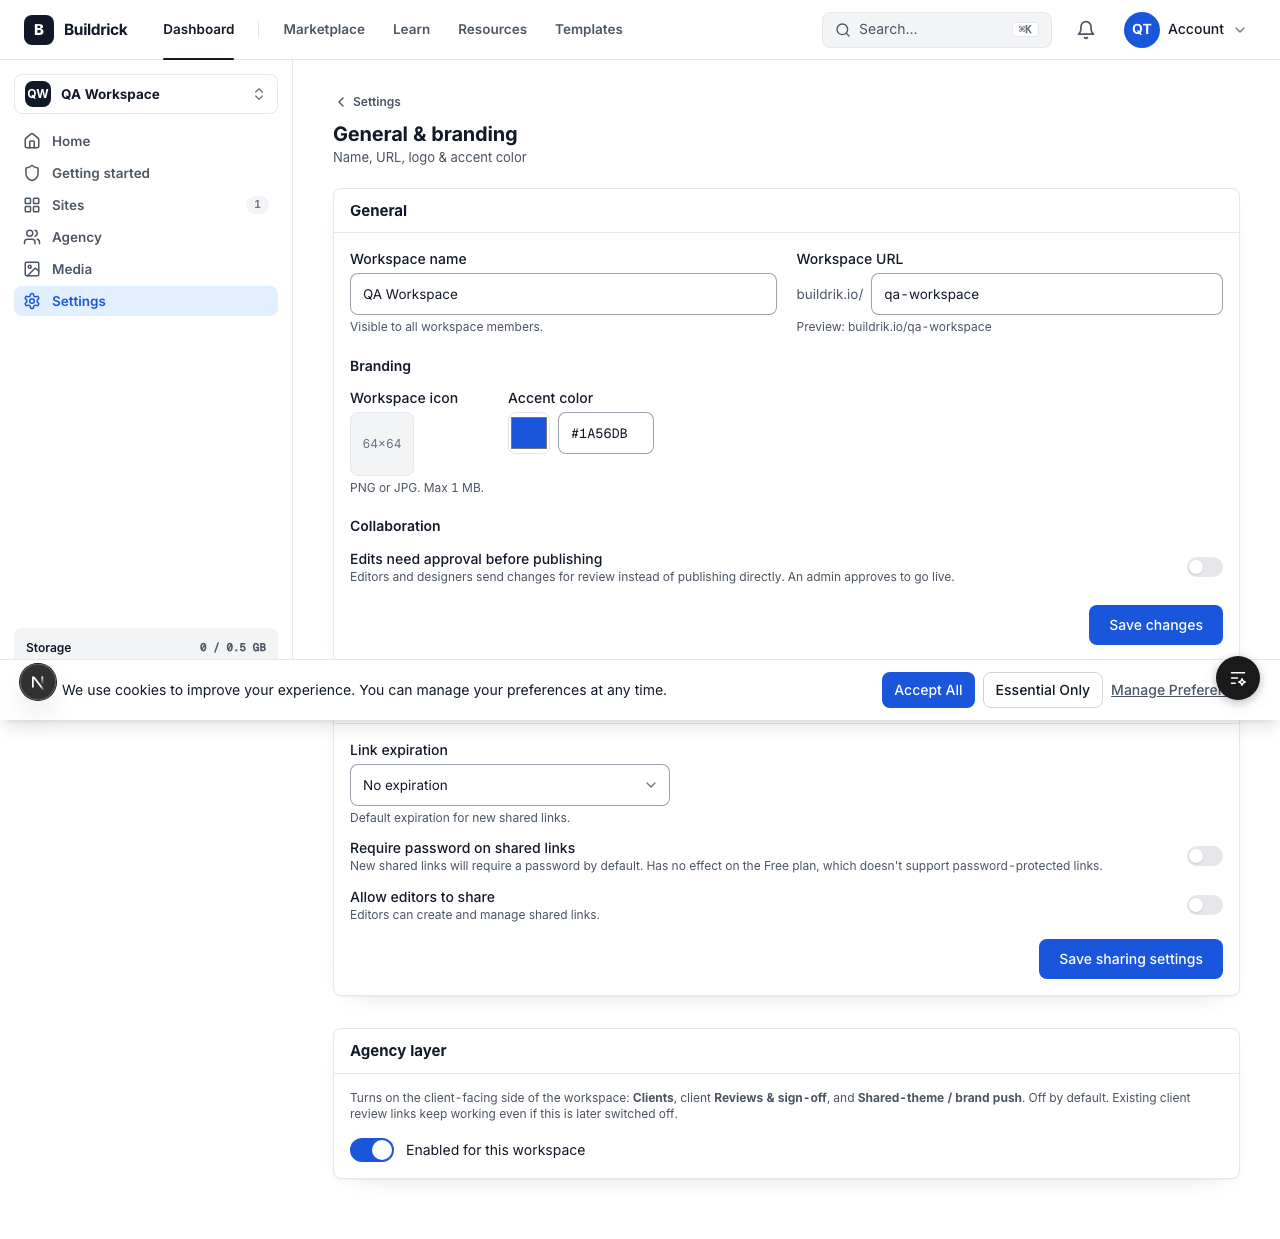 B Buildrick
Dashboard
Marketplace
Learn
Resources
Templates
Search... ⌘K
QT Account
QW QA Workspace
Home
Getting started
Sites 1
Agency
Media
Settings
Storage 0 / 0.5 GB
Settings
General & branding
Name, URL, logo & accent color
General
Workspace name
QA Workspace
Visible to all workspace members.
Workspace URL
buildrik.io/ qa-workspace
Preview: buildrik.io/qa-workspace
Branding
Workspace icon
64×64
PNG or JPG. Max 1 MB.
Accent color
#1A56DB
Collaboration
Edits need approval before publishing
Editors and designers send changes for review instead of publishing directly. An admin approves to go live.
Save changes
N
We use cookies to improve your experience. You can manage your preferences at any time.
Accept All
Essential Only
Manage
Link expiration
No expiration
Default expiration for new shared links.
Require password on shared links
New shared links will require a password by default. Has no effect on the Free plan, which doesn't support password-protected links.
Allow editors to share
Editors can create and manage shared links.
Save sharing settings
Agency layer
Turns on the client-facing side of the workspace: Clients, client Reviews & sign-off, and Shared-theme / brand push. Off by default. Existing client
review links keep working even if this is later switched off.
Enabled for this workspace